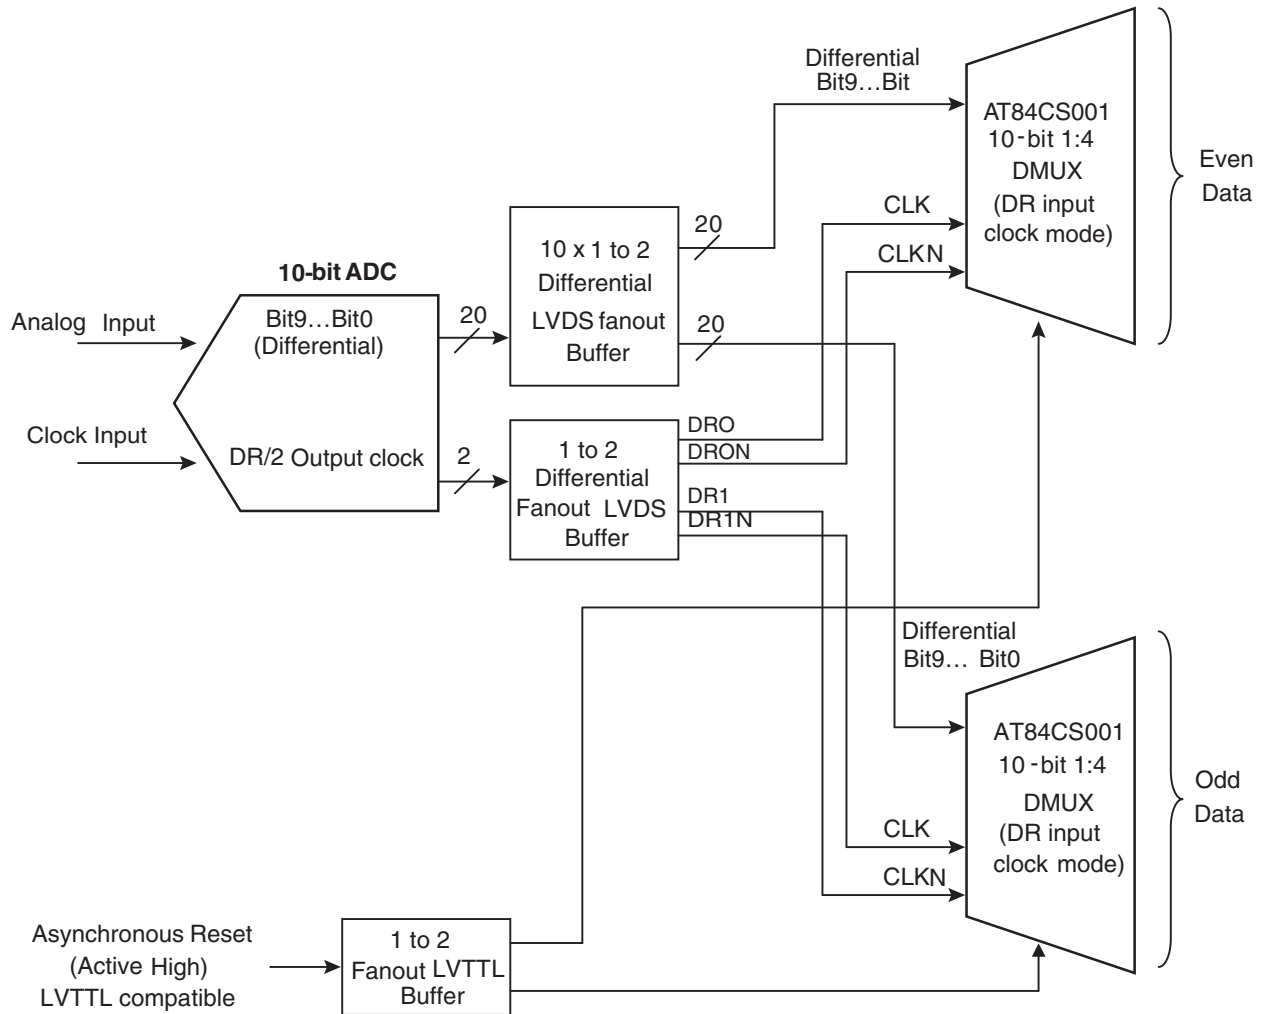 Differential
Bit9...Bit
AT84CS001
10-bit 1:4
DMUX
(DR input
clock mode)
Even
Data
CLK
CLKN
20
10 x 1 to 2
Differential
LVDS fanout
Buffer
20
10-bit ADC
Analog Input
Bit9...Bit0
(Differential)
20
Clock Input
DR/2 Output clock
2
1 to 2
Differential
Fanout LVDS
Buffer
DRO
DRON
DR1
DR1N
Differential
Bit9... Bit0
AT84CS001
10-bit 1:4
DMUX
(DR input
clock mode)
Odd
Data
CLK
CLKN
Asynchronous Reset
(Active High)
LVTTL compatible
1 to 2
Fanout LVTTL
Buffer